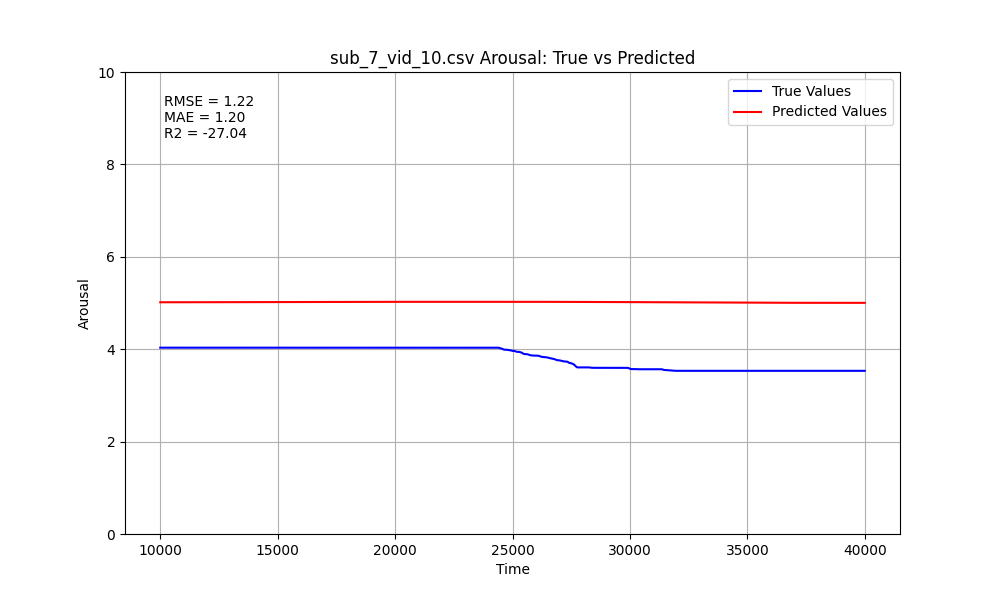 sub_7_vid_10.csv Arousal: True vs Predicted
RMSE = 1.22
MAE = 1.20
R2 = -27.04
True Values
Predicted Values
10
8
6
4
2
0
Arousal
10000 15000 20000 25000 30000 35000 40000
Time